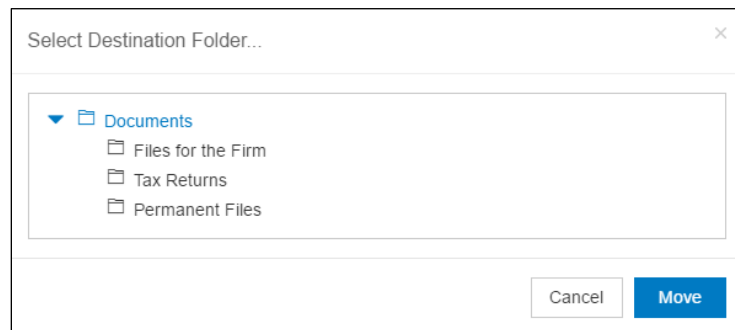 Select Destination Folder...
Documents
Files for the Firm
Tax Returns
Permanent Files
Cancel Move